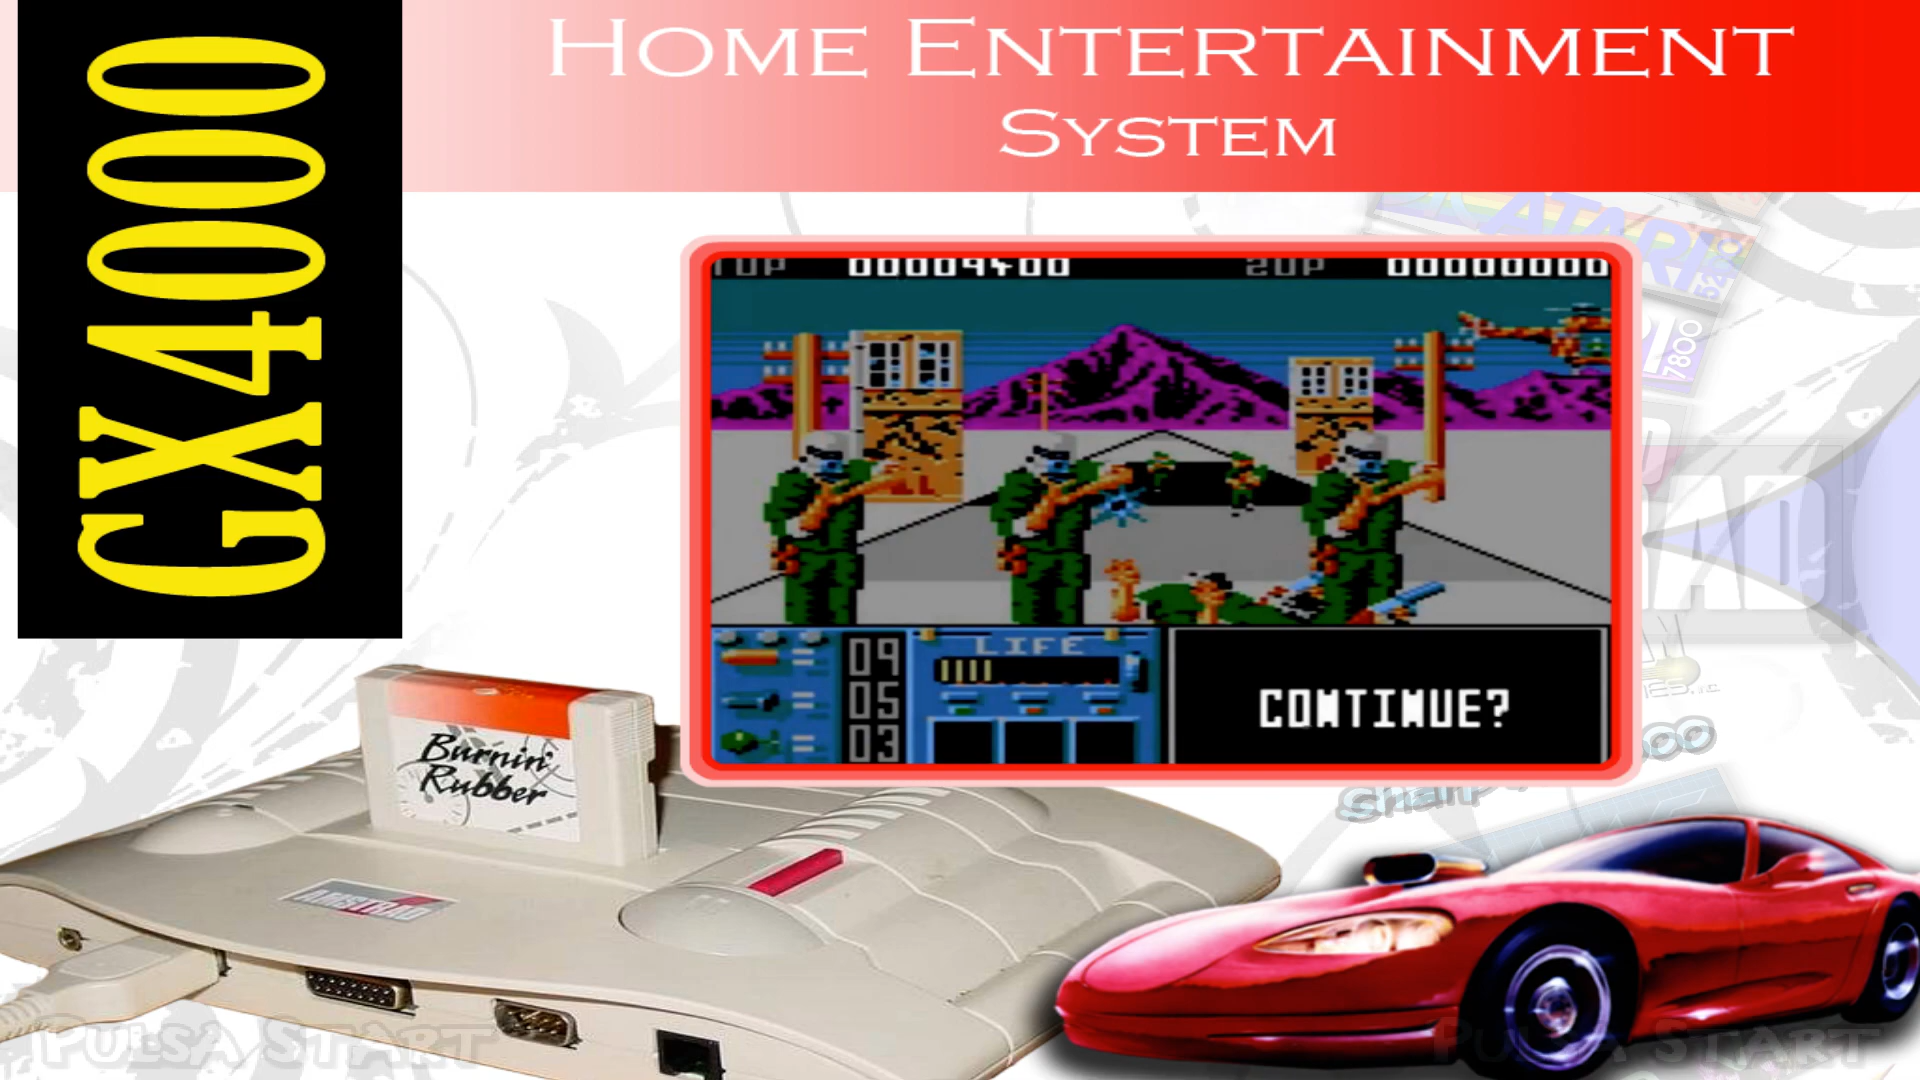 GX4000
HOME ENTERTAINMENT
SYSTEM
ATARI
5200
7800
1UP 00009400 2UP 00000000
LIFE
09
05
03
CONTINUE?
Burnin'
Rubber
AMSTRAD
PULSA START
PULSA START